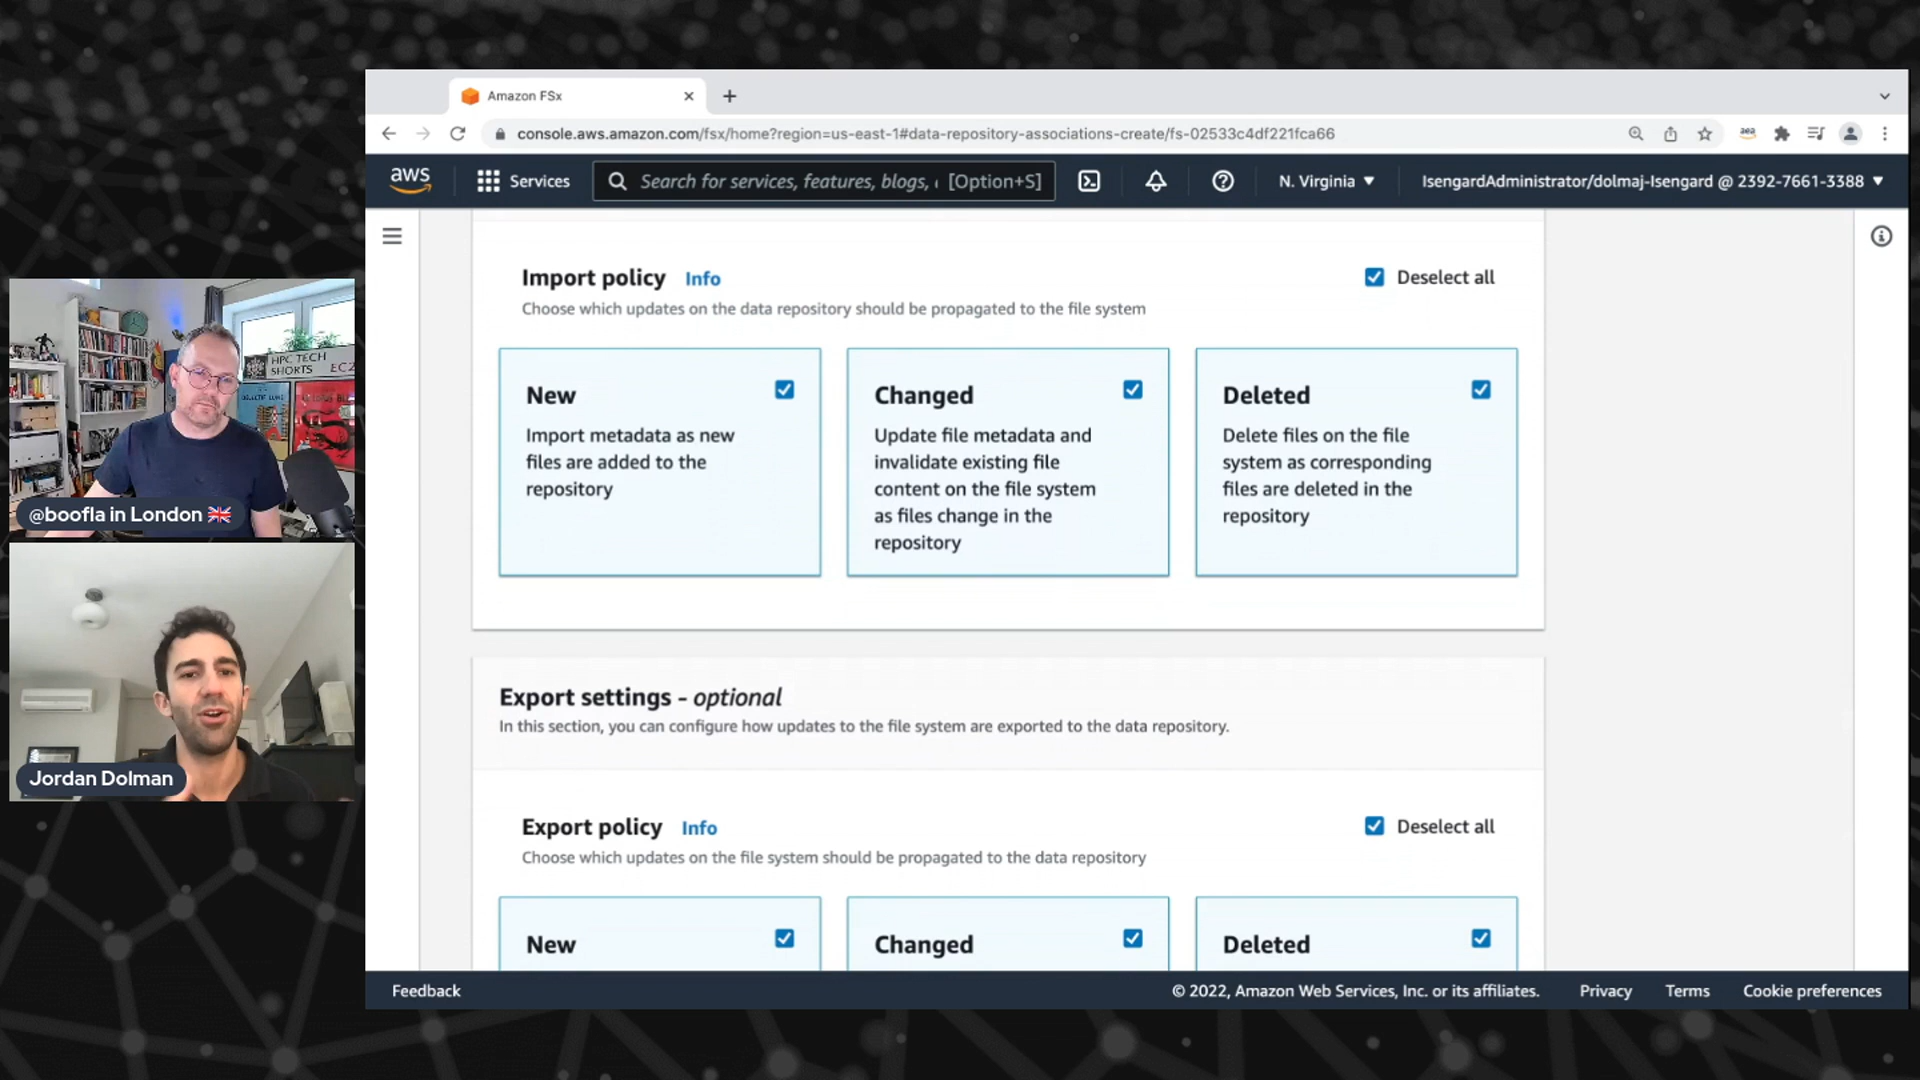 Amazon FSx
console.aws.amazon.com/fsx/home?region=us-east-1#data-repository-associations-create/fs-02533c4df221fca66
aws
Services
Search for services, features, blogs, [Option+S]
N. Virginia
IsengardAdministrator/dolmaj-Isengard @ 2392-7661-3388
Import policy Info
Deselect all
Choose which updates on the data repository should be propagated to the file system
New
Import metadata as new
files are added to the
repository
Changed
Update file metadata and
invalidate existing file
content on the file system
as files change in the
repository
Deleted
Delete files on the file
system as corresponding
files are deleted in the
repository
Export settings - optional
In this section, you can configure how updates to the file system are exported to the data repository.
Export policy Info
Deselect all
Choose which updates on the file system should be propagated to the data repository
New
Changed
Deleted
Feedback
© 2022, Amazon Web Services, Inc. or its affiliates.
Privacy
Terms
Cookie preferences
HPC TECH
SHORTS
EC2
@boofla in London 🇬🇧
Jordan Dolman